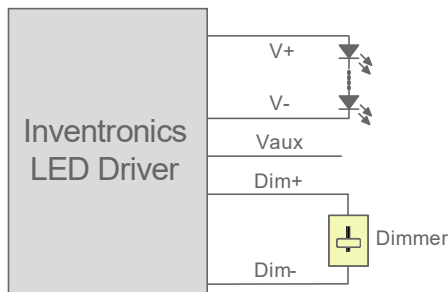 Inventronics
LED Driver
V+
V-
Vaux
Dim+
Dimmer
Dim-